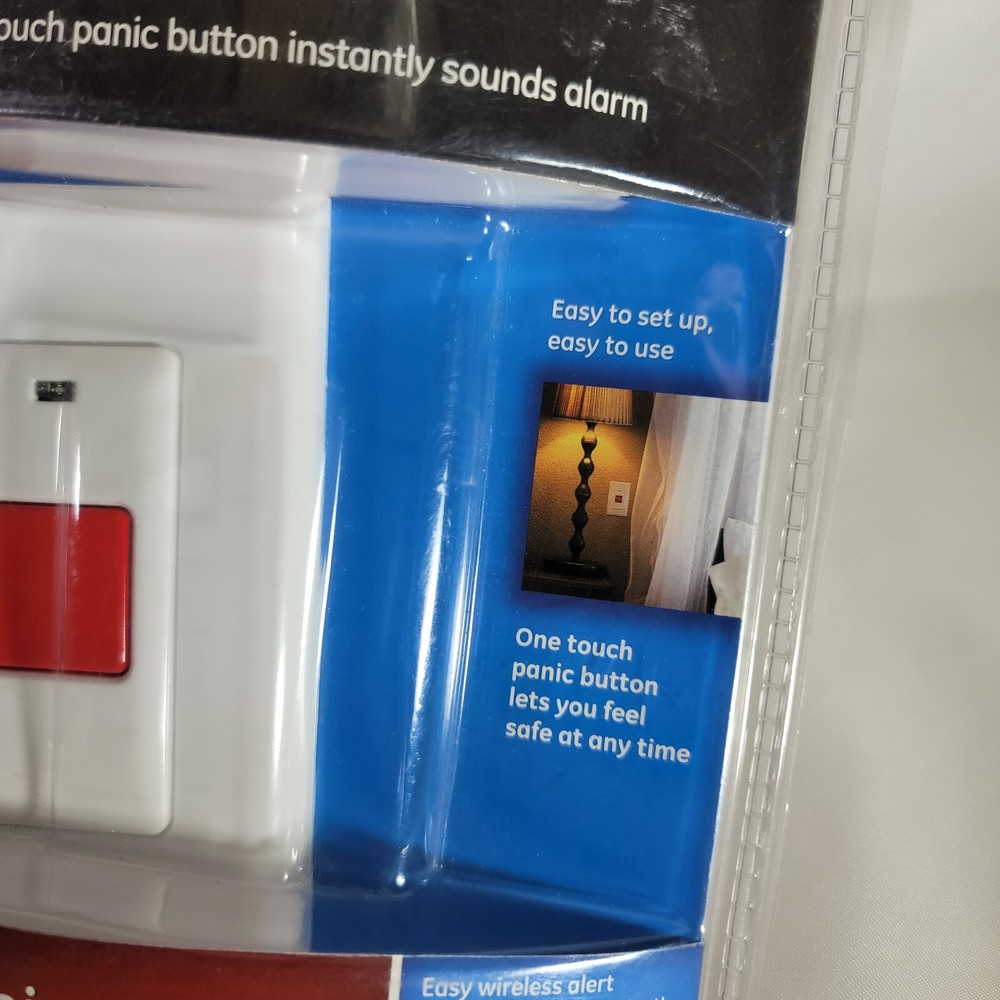 ouch panic button instantly sounds alarm
Easy to set up,
easy to use
One touch
panic button
lets you feel
safe at any time
Easy wireless alert